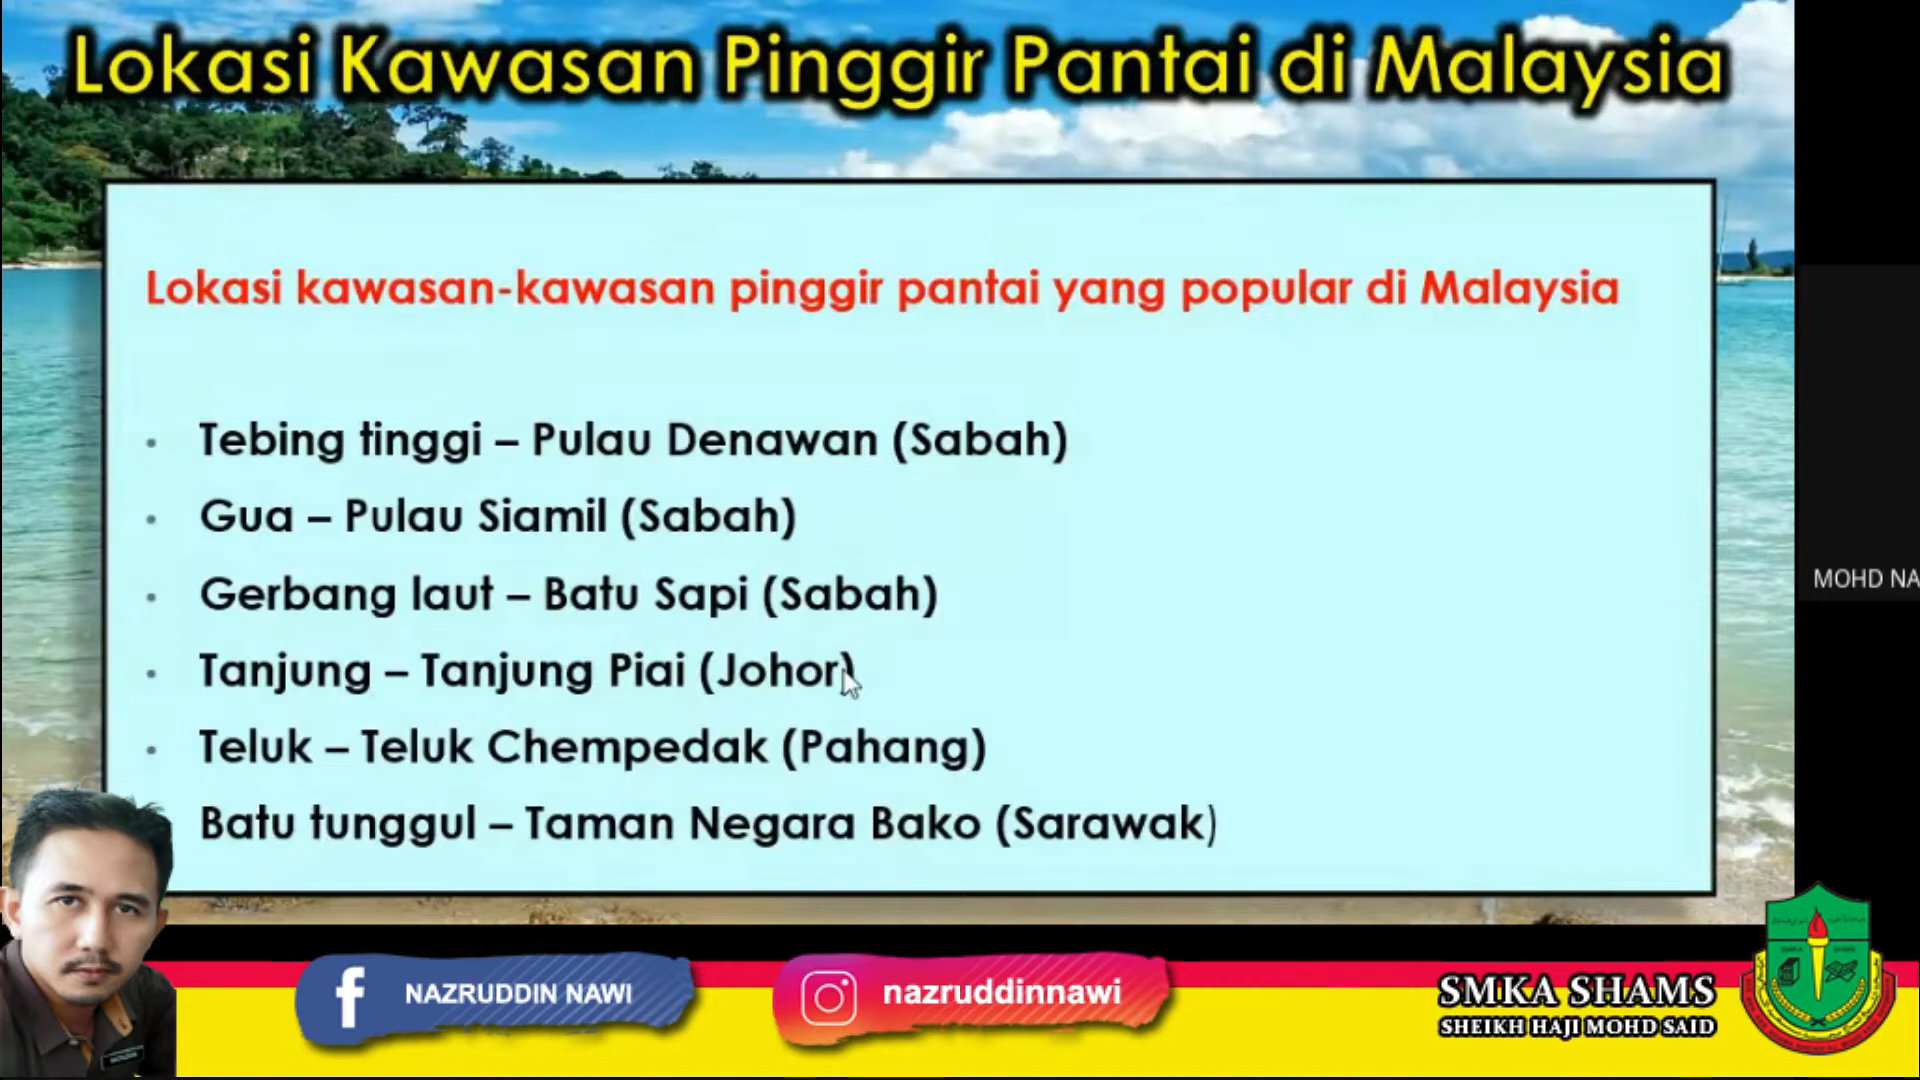 Lokasi Kawasan Pinggir Pantai di Malaysia
Lokasi kawasan-kawasan pinggir pantai yang popular di Malaysia
• Tebing tinggi – Pulau Denawan (Sabah)
• Gua – Pulau Siamil (Sabah)
• Gerbang laut – Batu Sapi (Sabah)
• Tanjung – Tanjung Piai (Johor)
• Teluk – Teluk Chempedak (Pahang)
Batu tunggul – Taman Negara Bako (Sarawak)
MOHD NA
NAZRUDDIN NAWI
nazruddinnawi
SMKA SHAMS
SHEIKH HAJI MOHD SAID